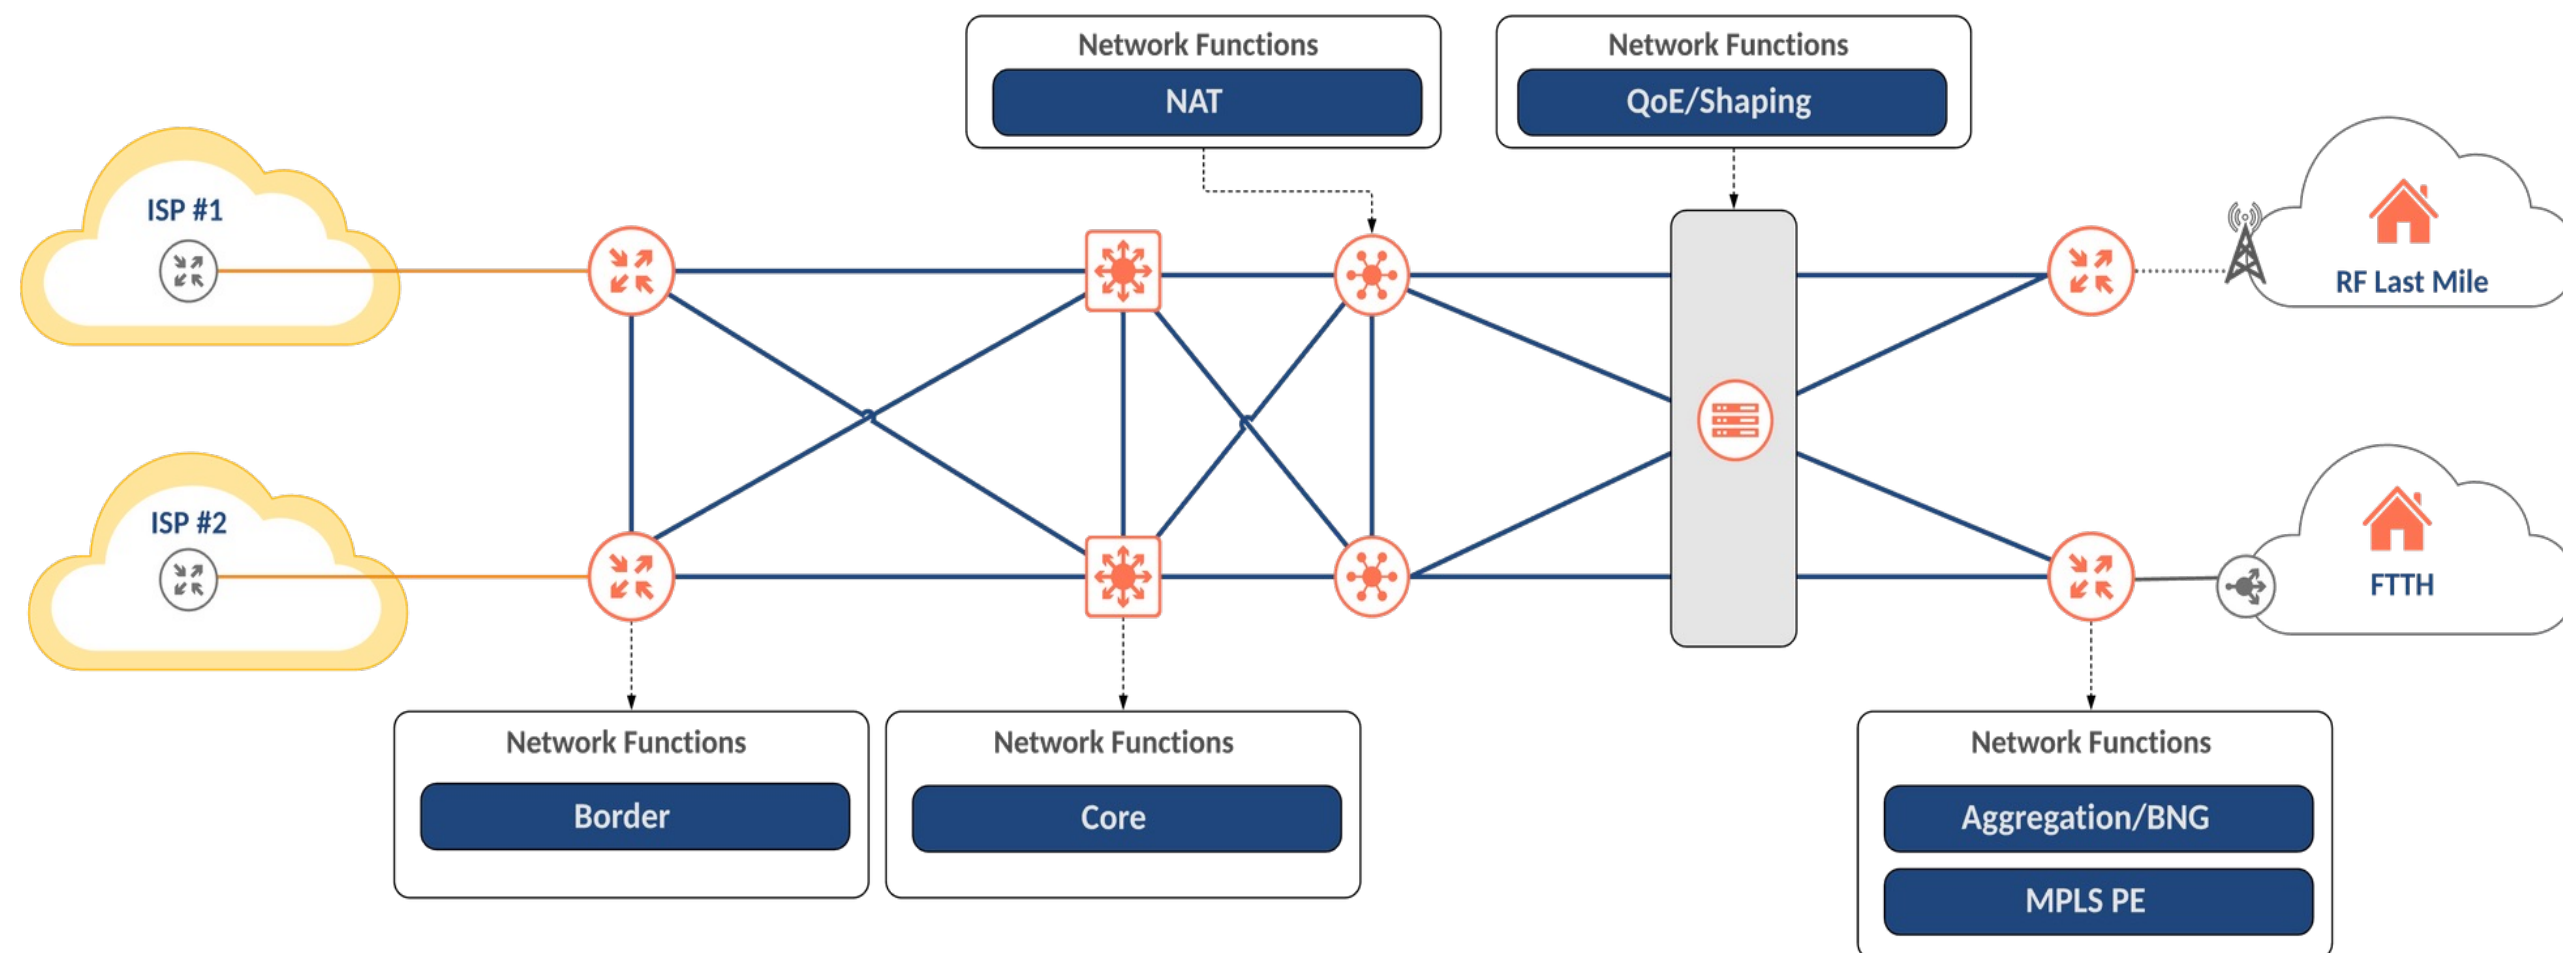 Network Functions
NAT
Network Functions
QoE/Shaping
ISP #1
RF Last Mile
ISP #2
FTTH
Network Functions
Border
Network Functions
Core
Network Functions
Aggregation/BNG
MPLS PE